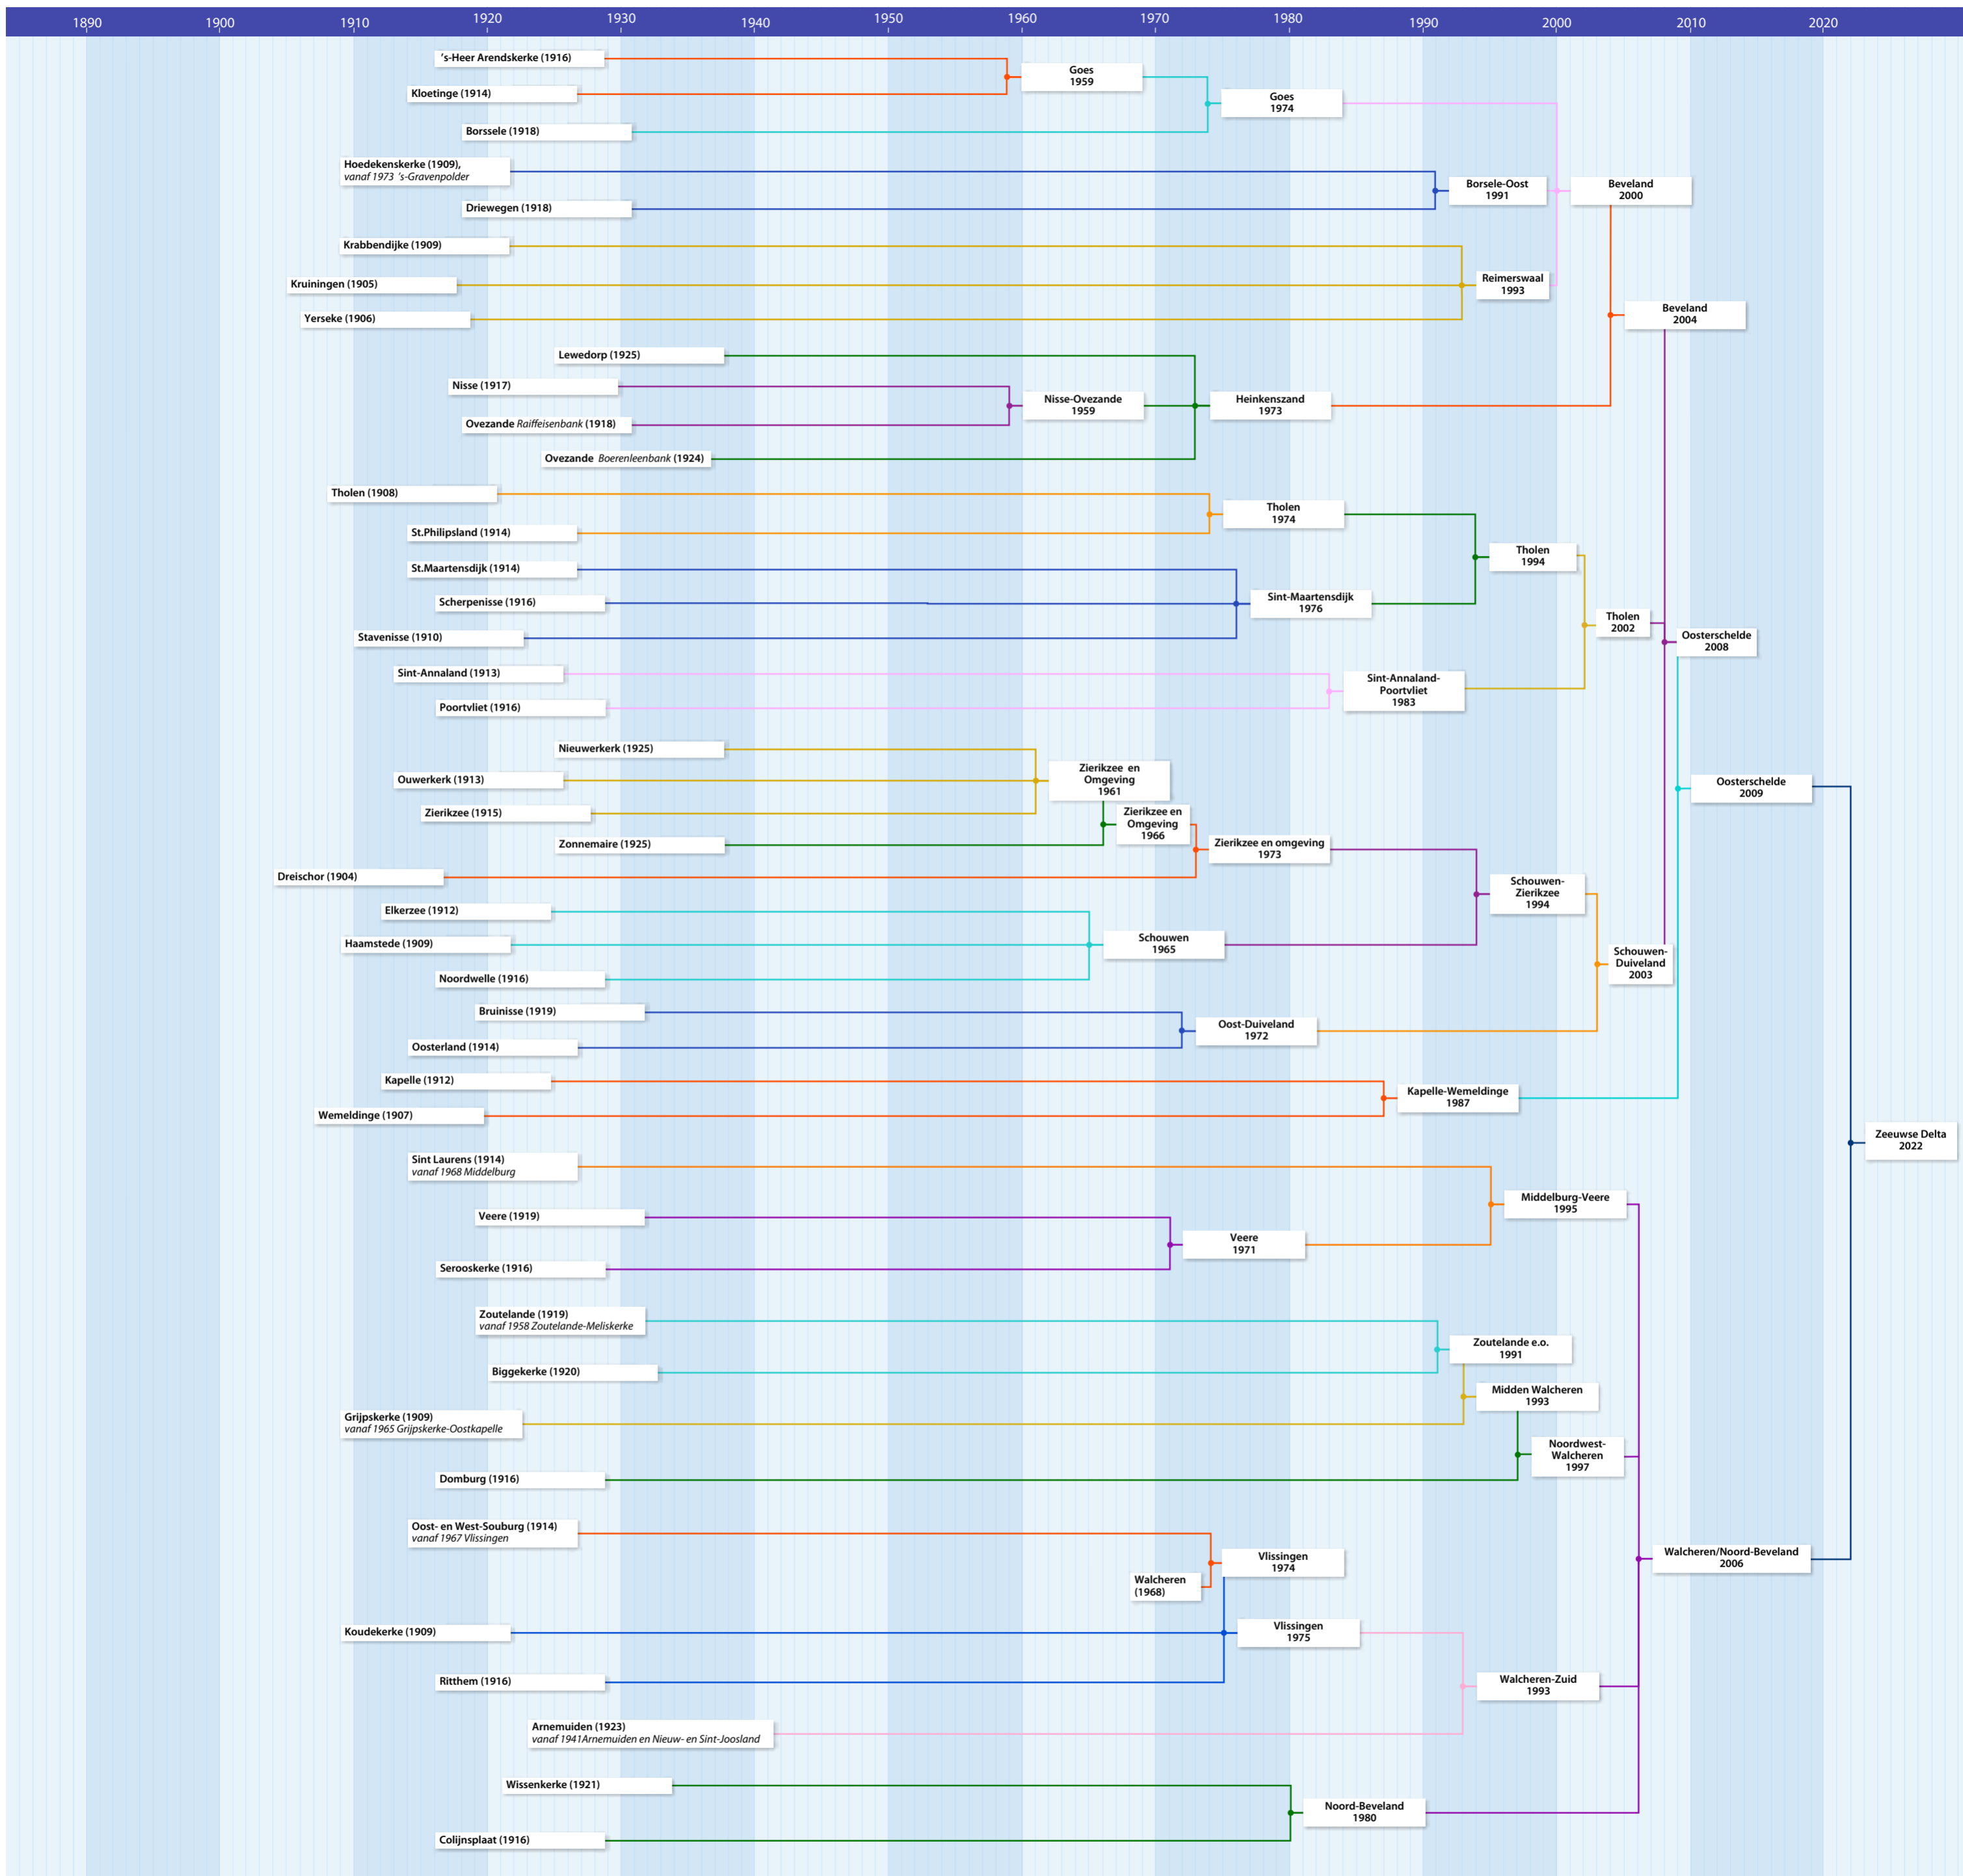 1890 1900 1910 1920 1930 1940 1950 1960 1970 1980 1990 2000 2010 2020
's-Heer Arendskerke (1916)
Goes
1959
Kloetinge (1914)
Goes
1974
Borssele (1918)
Hoedekenskerke (1909),
vanaf 1973 's-Gravenpolder
Borsele-Oost
1991
Beveland
2000
Driewegen (1918)
Krabbendijke (1909)
Kruiningen (1905)
Reimerswaal
1993
Yerseke (1906)
Beveland
2004
Lewedorp (1925)
Nisse (1917)
Nisse-Ovezande
1959
Heinkenszand
1973
Ovezande Raiffeisenbank (1918)
Ovezande Boerenleenbank (1924)
Tholen (1908)
Tholen
1974
St.Philipsland (1914)
Tholen
1994
St.Maartensdijk (1914)
Scherpenisse (1916)
Sint-Maartensdijk
1976
Tholen
2002
Stavenisse (1910)
Oosterschelde
2008
Sint-Annaland (1913)
Sint-Annaland-
Poortvliet
1983
Poortvliet (1916)
Nieuwerkerk (1925)
Ouwerkerk (1913)
Zierikzee en
Omgeving
1961
Oosterschelde
2009
Zierikzee (1915)
Zierikzee en
Omgeving
1966
Zonnemaire (1925)
Zierikzee en omgeving
1973
Dreischor (1904)
Schouwen-
Zierikzee
1994
Elkerzee (1912)
Haamstede (1909)
Schouwen
1965
Schouwen-
Duiveland
2003
Noordwelle (1916)
Bruinisse (1919)
Oost-Duiveland
1972
Oosterland (1914)
Kapelle (1912)
Kapelle-Wemeldinge
1987
Wemeldinge (1907)
Zeeuwse Delta
2022
Sint Laurens (1914)
vanaf 1968 Middelburg
Middelburg-Veere
1995
Veere (1919)
Veere
1971
Serooskerke (1916)
Zoutelande (1919)
vanaf 1958 Zoutelande-Meliskerke
Zoutelande e.o.
1991
Biggekerke (1920)
Midden Walcheren
1993
Grijpskerke (1909)
vanaf 1965 Grijpskerke-Oostkapelle
Noordwest-
Walcheren
1997
Domburg (1916)
Oost- en West-Souburg (1914)
vanaf 1967 Vlissingen
Vlissingen
1974
Walcheren/Noord-Beveland
2006
Walcheren
(1968)
Koudekerke (1909)
Vlissingen
1975
Ritthem (1916)
Walcheren-Zuid
1993
Arnemuiden (1923)
vanaf 1941Arnemuiden en Nieuw- en Sint-Joosland
Wissenkerke (1921)
Noord-Beveland
1980
Colijnsplaat (1916)